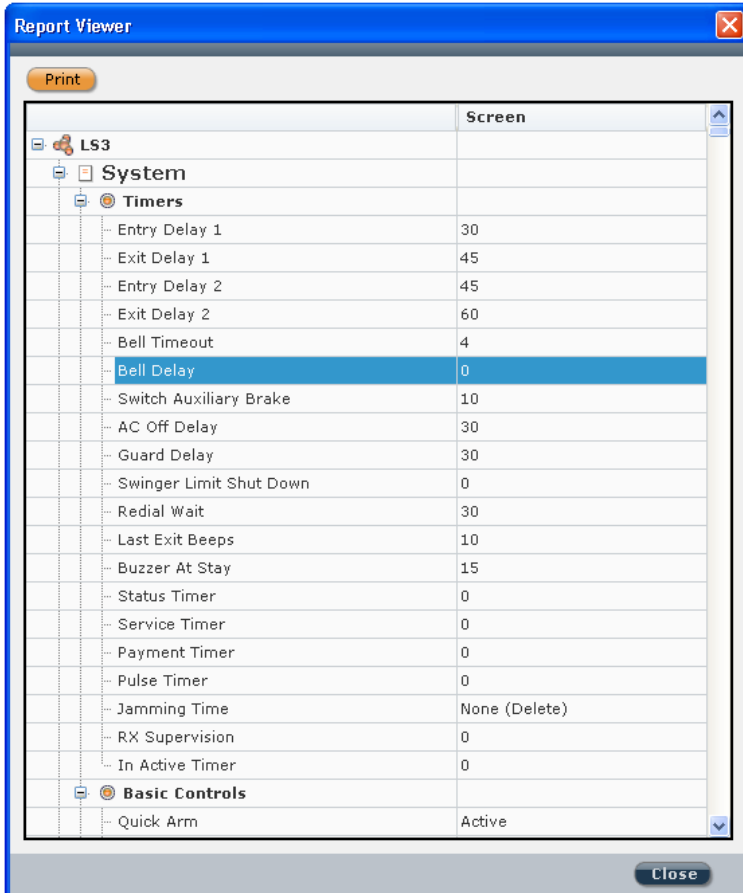 Report Viewer
Print
Screen
LS3
System
Timers
Entry Delay 1 30
Exit Delay 1 45
Entry Delay 2 45
Exit Delay 2 60
Bell Timeout 4
Bell Delay 0
Switch Auxiliary Brake 10
AC Off Delay 30
Guard Delay 30
Swinger Limit Shut Down 0
Redial Wait 30
Last Exit Beeps 10
Buzzer At Stay 15
Status Timer 0
Service Timer 0
Payment Timer 0
Pulse Timer 0
Jamming Time None (Delete)
RX Supervision 0
In Active Timer 0
Basic Controls
Quick Arm Active
Close